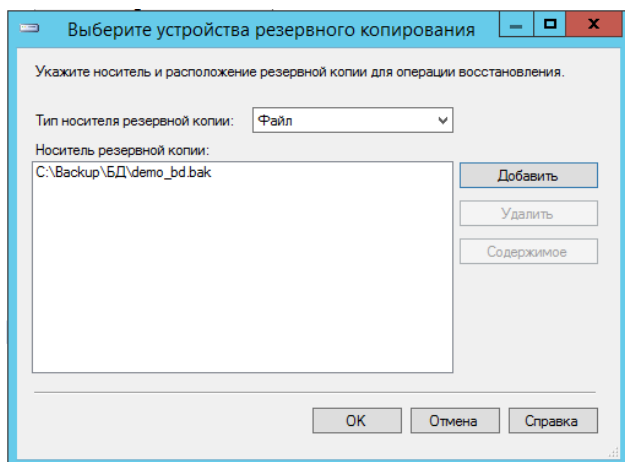 Выберите устройства резервного копирования
Укажите носитель и расположение резервной копии для операции восстановления.
Тип носителя резервной копии: Файл
Носитель резервной копии:
C:\Backup\БД\demo_bd.bak
Добавить
Удалить
Содержимое
OK Отмена Справка